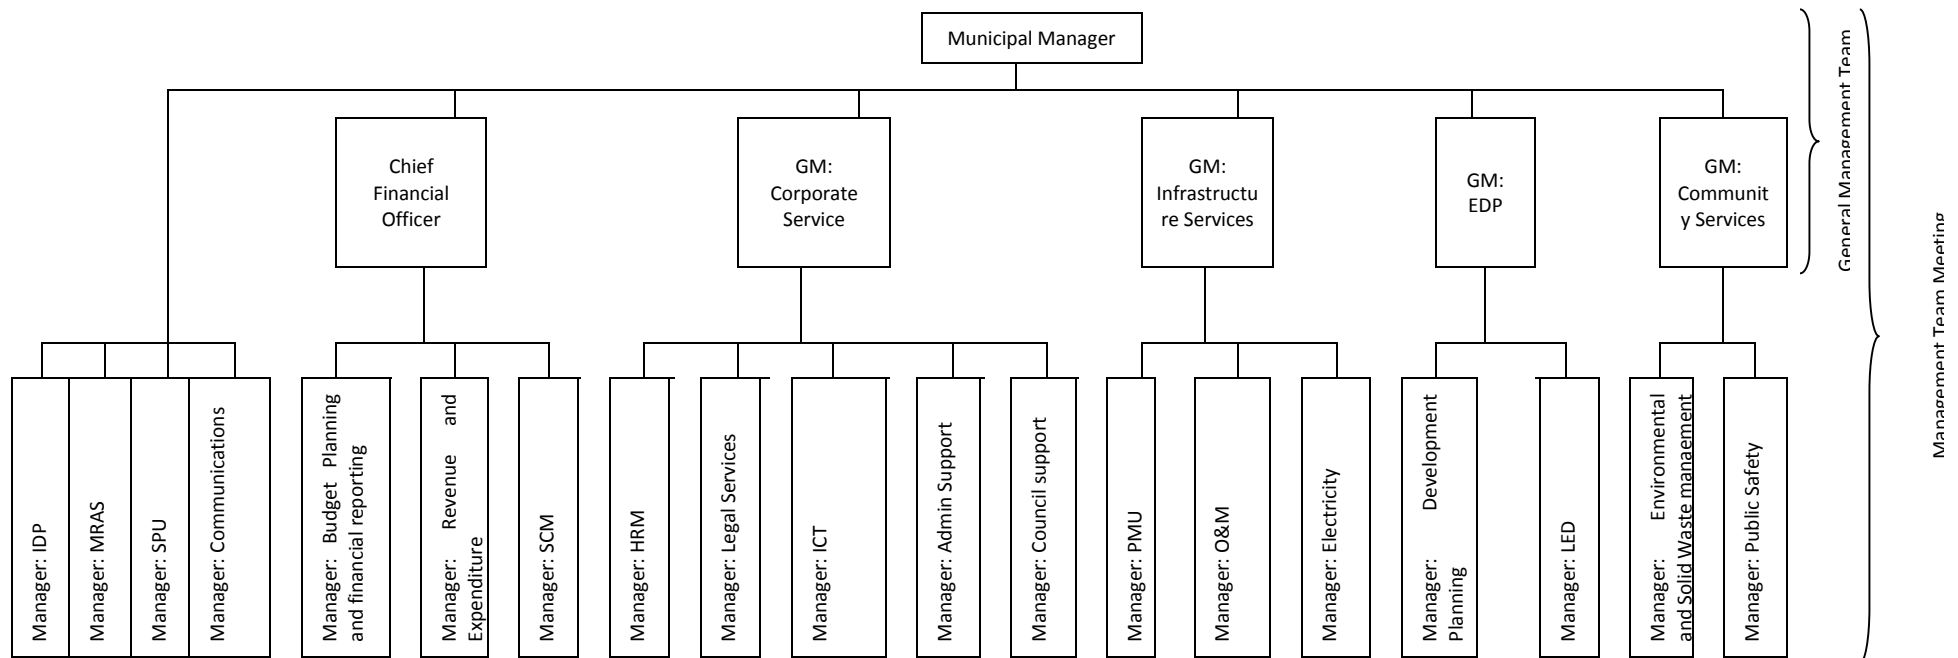 Municipal Manager
Chief
Financial
Officer
GM:
Corporate
Service
GM:
Infrastructu
re Services
GM:
EDP
GM:
Communit
y Services
General Management Team
Management Team Meeting
Manager: IDP
Manager: MRAS
Manager: SPU
Manager: Communications
Manager: Budget Planning
and financial reporting
Manager: Revenue and
Expenditure
Manager: SCM
Manager: HRM
Manager: Legal Services
Manager: ICT
Manager: Admin Support
Manager: Council support
Manager: PMU
Manager: O&M
Manager: Electricity
Manager: Development
Planning
Manager: LED
Manager: Environmental
and Solid Waste manaement
Manager: Public Safety